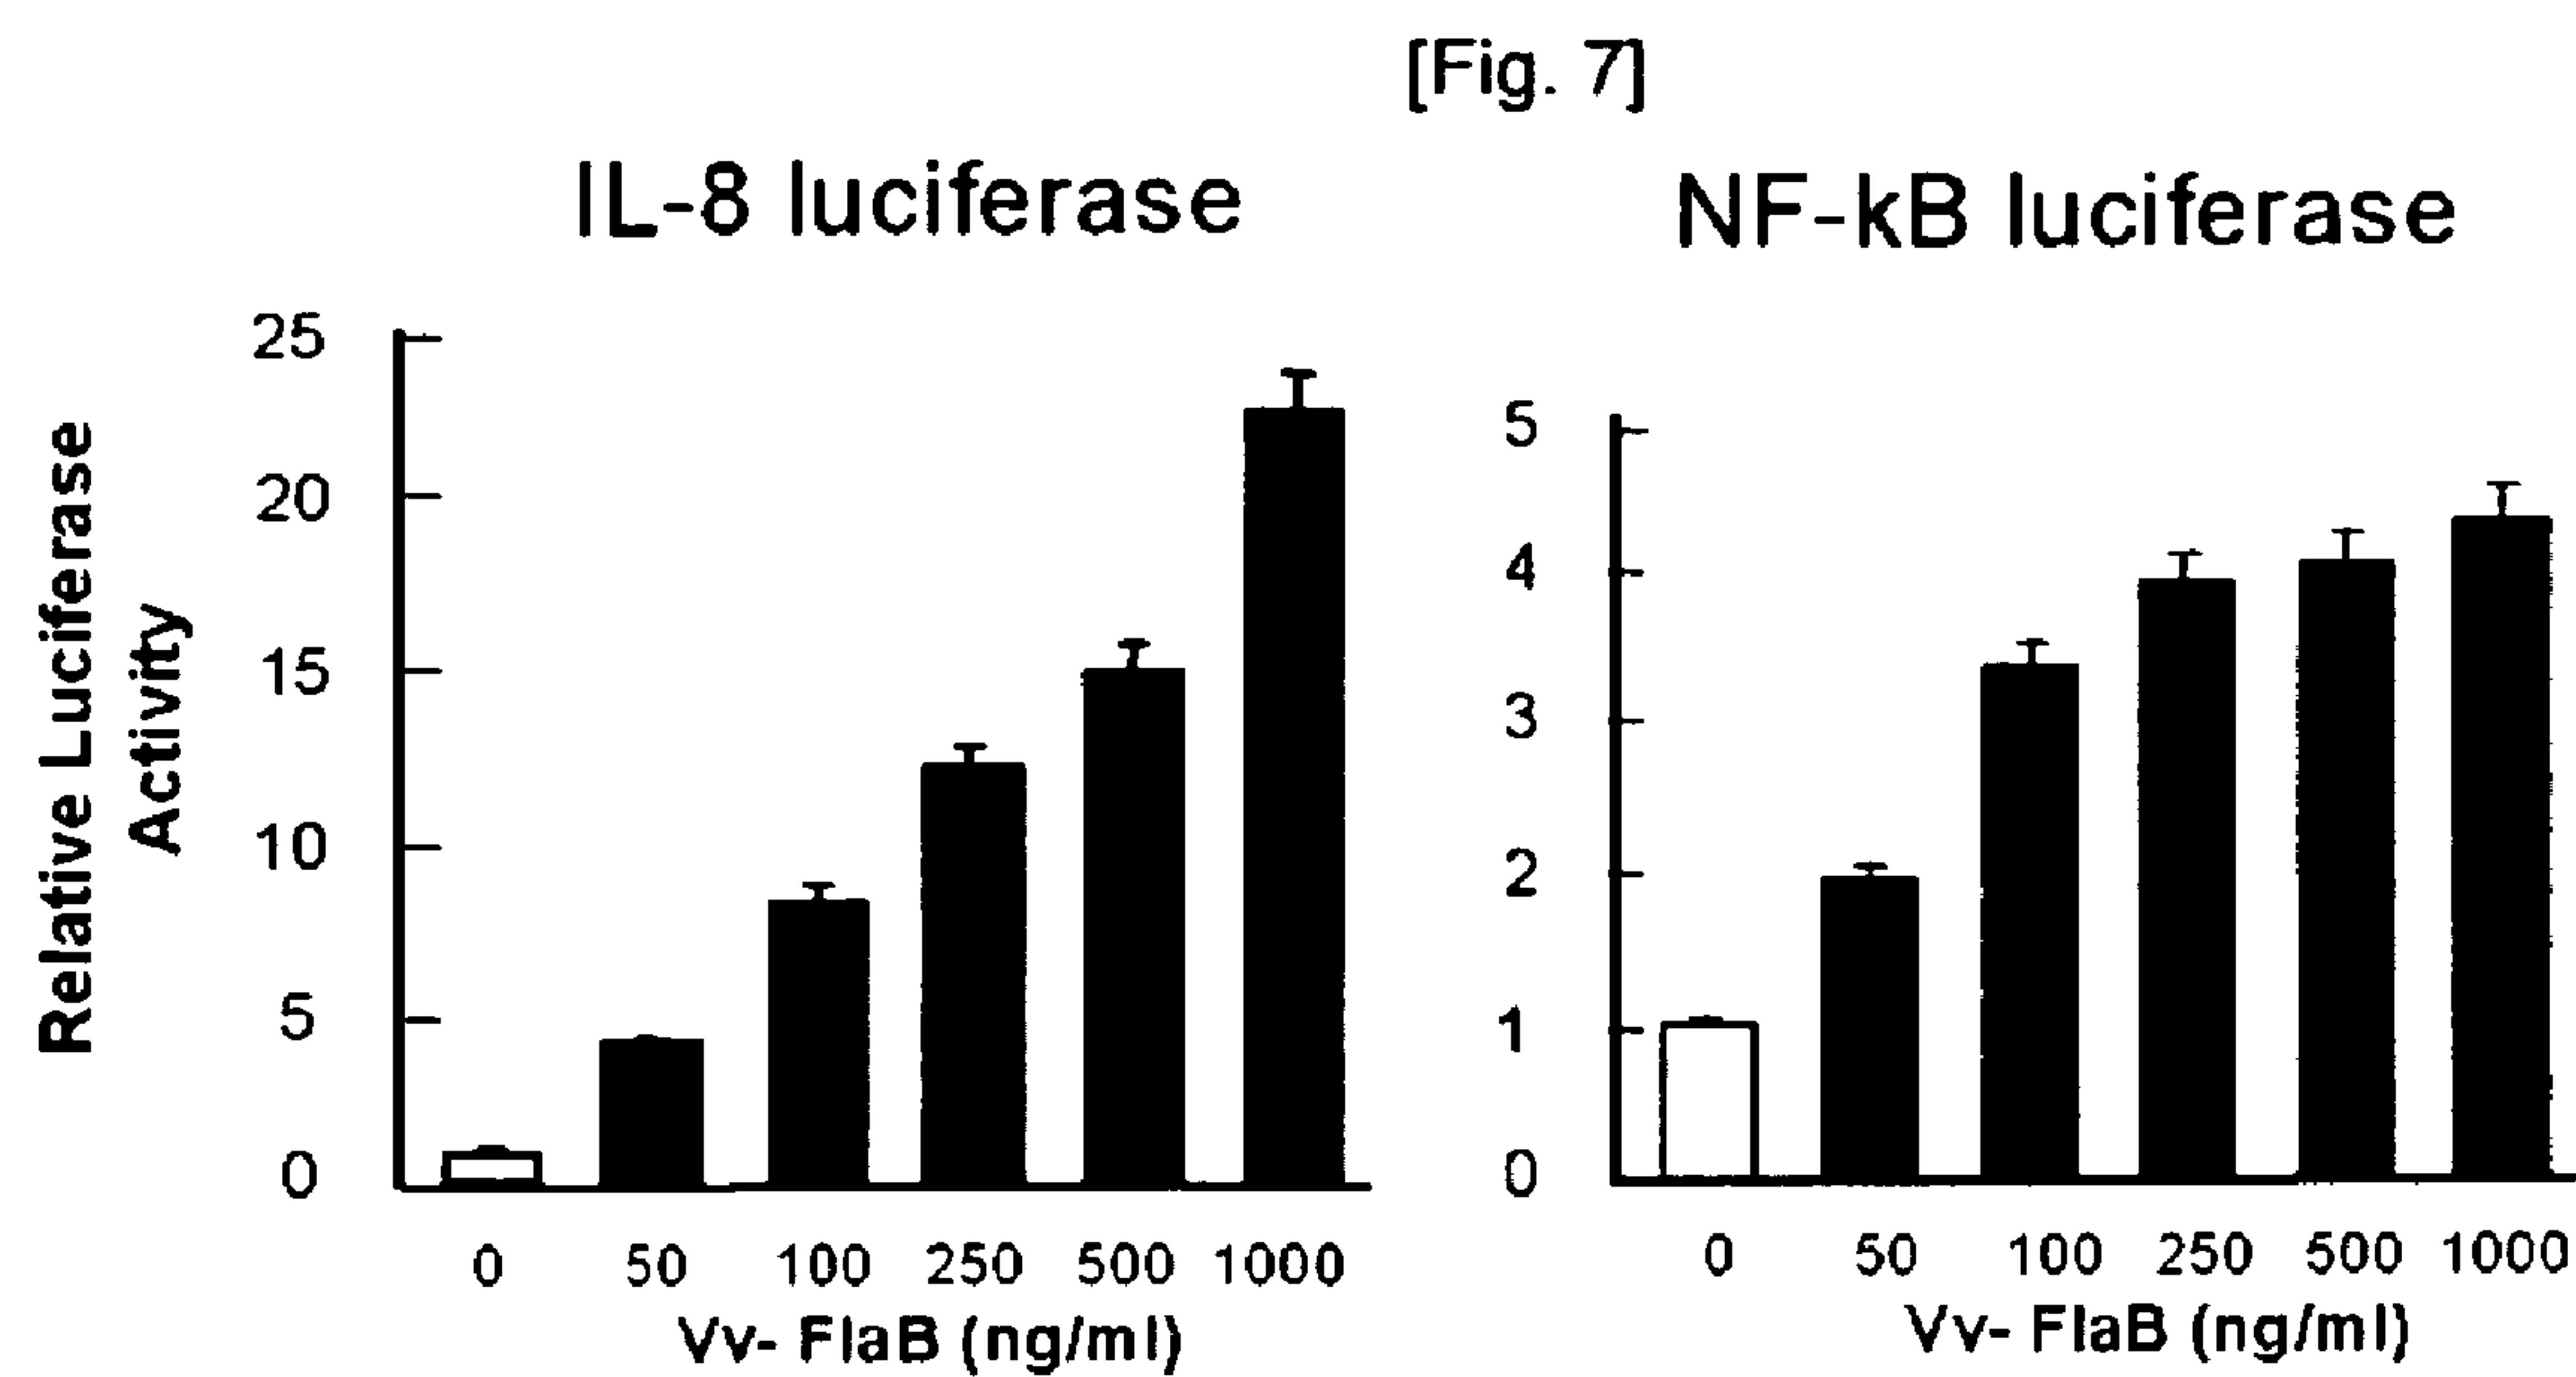 [Fig. 7]
IL-8 luciferase
Relative Luciferase
Activity
25
20
15
10
5
0
0 50 100 250 500 1000
Vv- FlaB (ng/ml)
NF-kB luciferase
5
4
3
2
1
0
0 50 100 250 500 1000
Vv- FlaB (ng/ml)